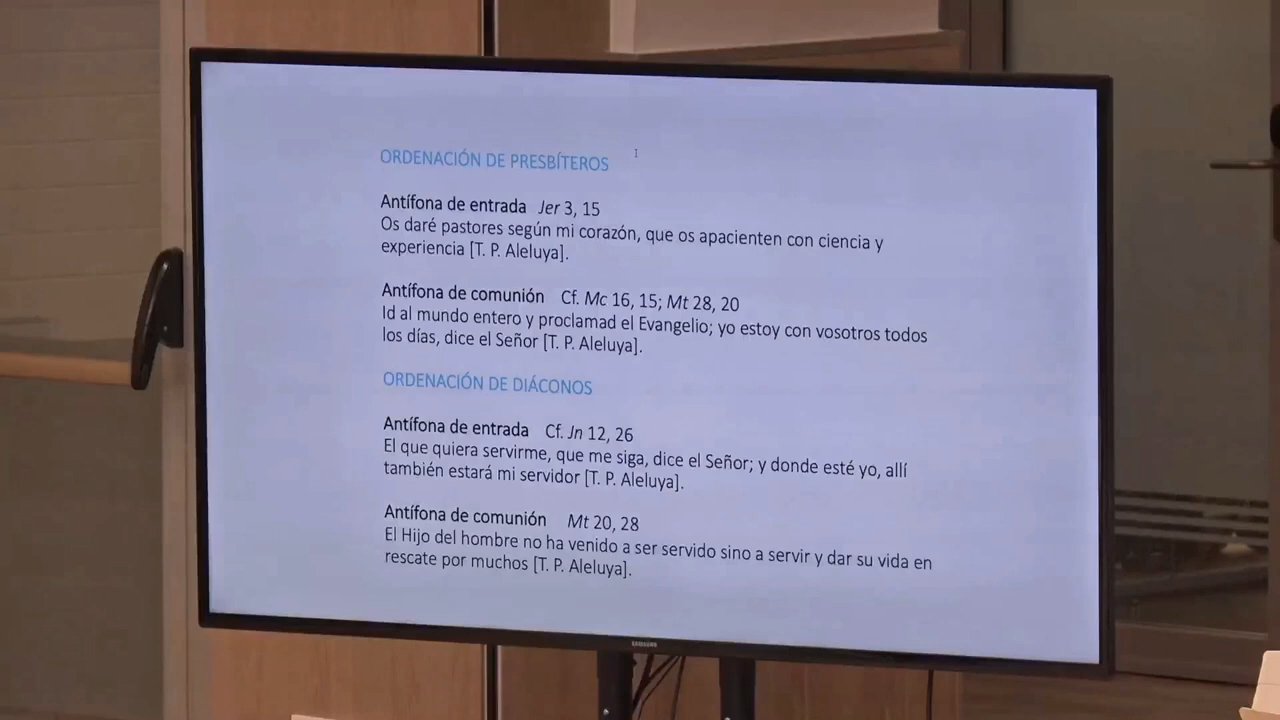 ORDENACIÓN DE PRESBÍTEROS
Antífona de entrada Jer 3, 15
Os daré pastores según mi corazón, que os apacienten con ciencia y
experiencia [T. P. Aleluya].
Antífona de comunión Cf. Mc 16, 15; Mt 28, 20
Id al mundo entero y proclamad el Evangelio; yo estoy con vosotros todos
los días, dice el Señor [T. P. Aleluya].
ORDENACIÓN DE DIÁCONOS
Antífona de entrada Cf. Jn 12, 26
El que quiera servirme, que me siga, dice el Señor; y donde esté yo, allí
también estará mi servidor [T. P. Aleluya].
Antífona de comunión Mt 20, 28
El Hijo del hombre no ha venido a ser servido sino a servir y dar su vida en
rescate por muchos [T. P. Aleluya].
SAMSUNG